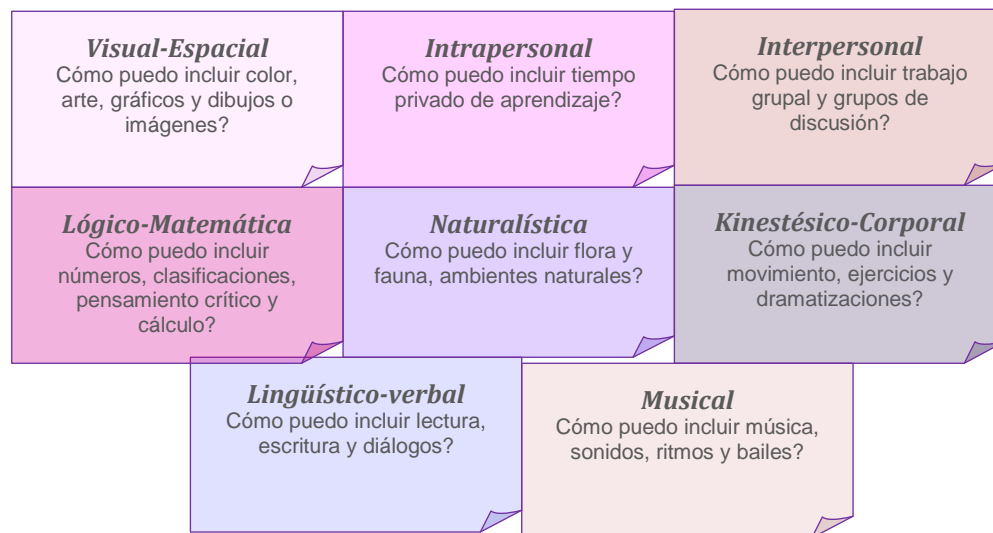 Visual-Espacial
Cómo puedo incluir color,
arte, gráficos y dibujos o
imágenes?
Intrapersonal
Cómo puedo incluir tiempo
privado de aprendizaje?
Interpersonal
Cómo puedo incluir trabajo
grupal y grupos de
discusión?
Lógico-Matemática
Cómo puedo incluir
números, clasificaciones,
pensamiento crítico y
cálculo?
Naturalística
Cómo puedo incluir flora y
fauna, ambientes naturales?
Kinestésico-Corporal
Cómo puedo incluir
movimiento, ejercicios y
dramatizaciones?
Lingüístico-verbal
Cómo puedo incluir lectura,
escritura y diálogos?
Musical
Cómo puedo incluir música,
sonidos, ritmos y bailes?